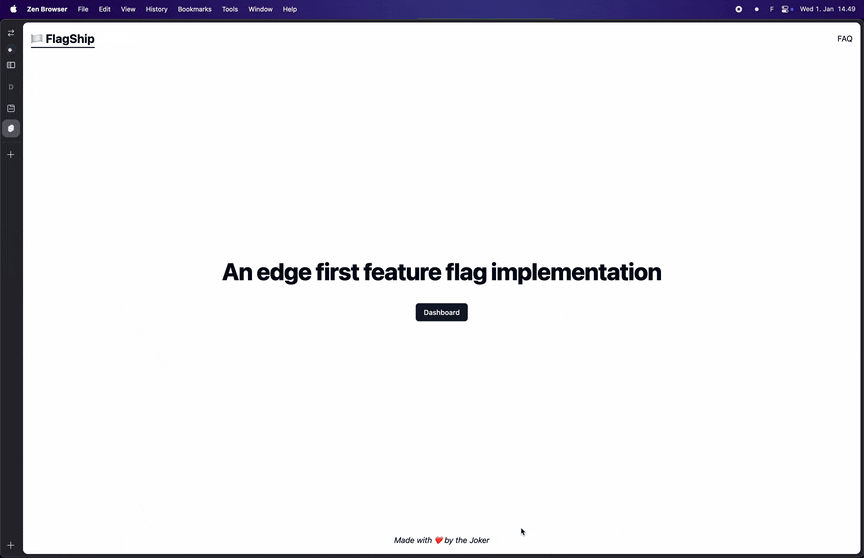 Zen Browser File Edit View History Bookmarks Tools Window Help F Wed 1. Jan 14.49
FlagShip
FAQ
D
An edge first feature flag implementation
Dashboard
Made with ❤️ by the Joker